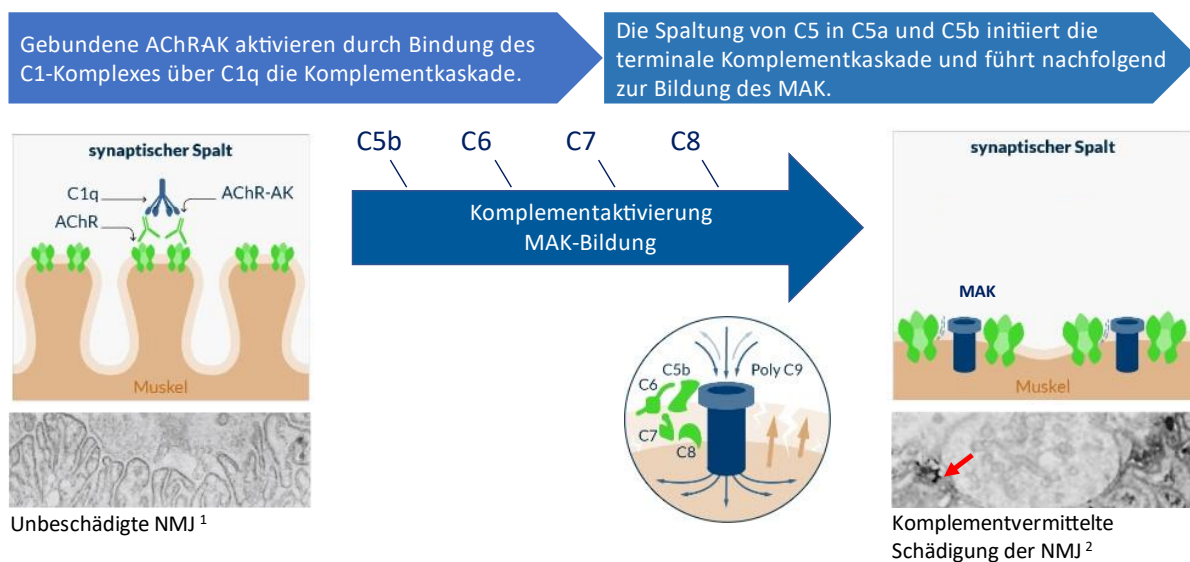 Gebundene AChR-AK aktivieren durch Bindung des
C1-Komplexes über C1q die Komplementkaskade.
Die Spaltung von C5 in C5a und C5b initiiert die
terminale Komplementkaskade und führt nachfolgend
zur Bildung des MAK.
synaptischer Spalt
C1q
AChR-AK
AChR
Muskel
Unbeschädigte NMJ 1
C5b C6 C7 C8
Komplementaktivierung
MAK-Bildung
C5b
Poly C9
C6
C7
C8
synaptischer Spalt
MAK
Muskel
Komplementvermittelte
Schädigung der NMJ 2